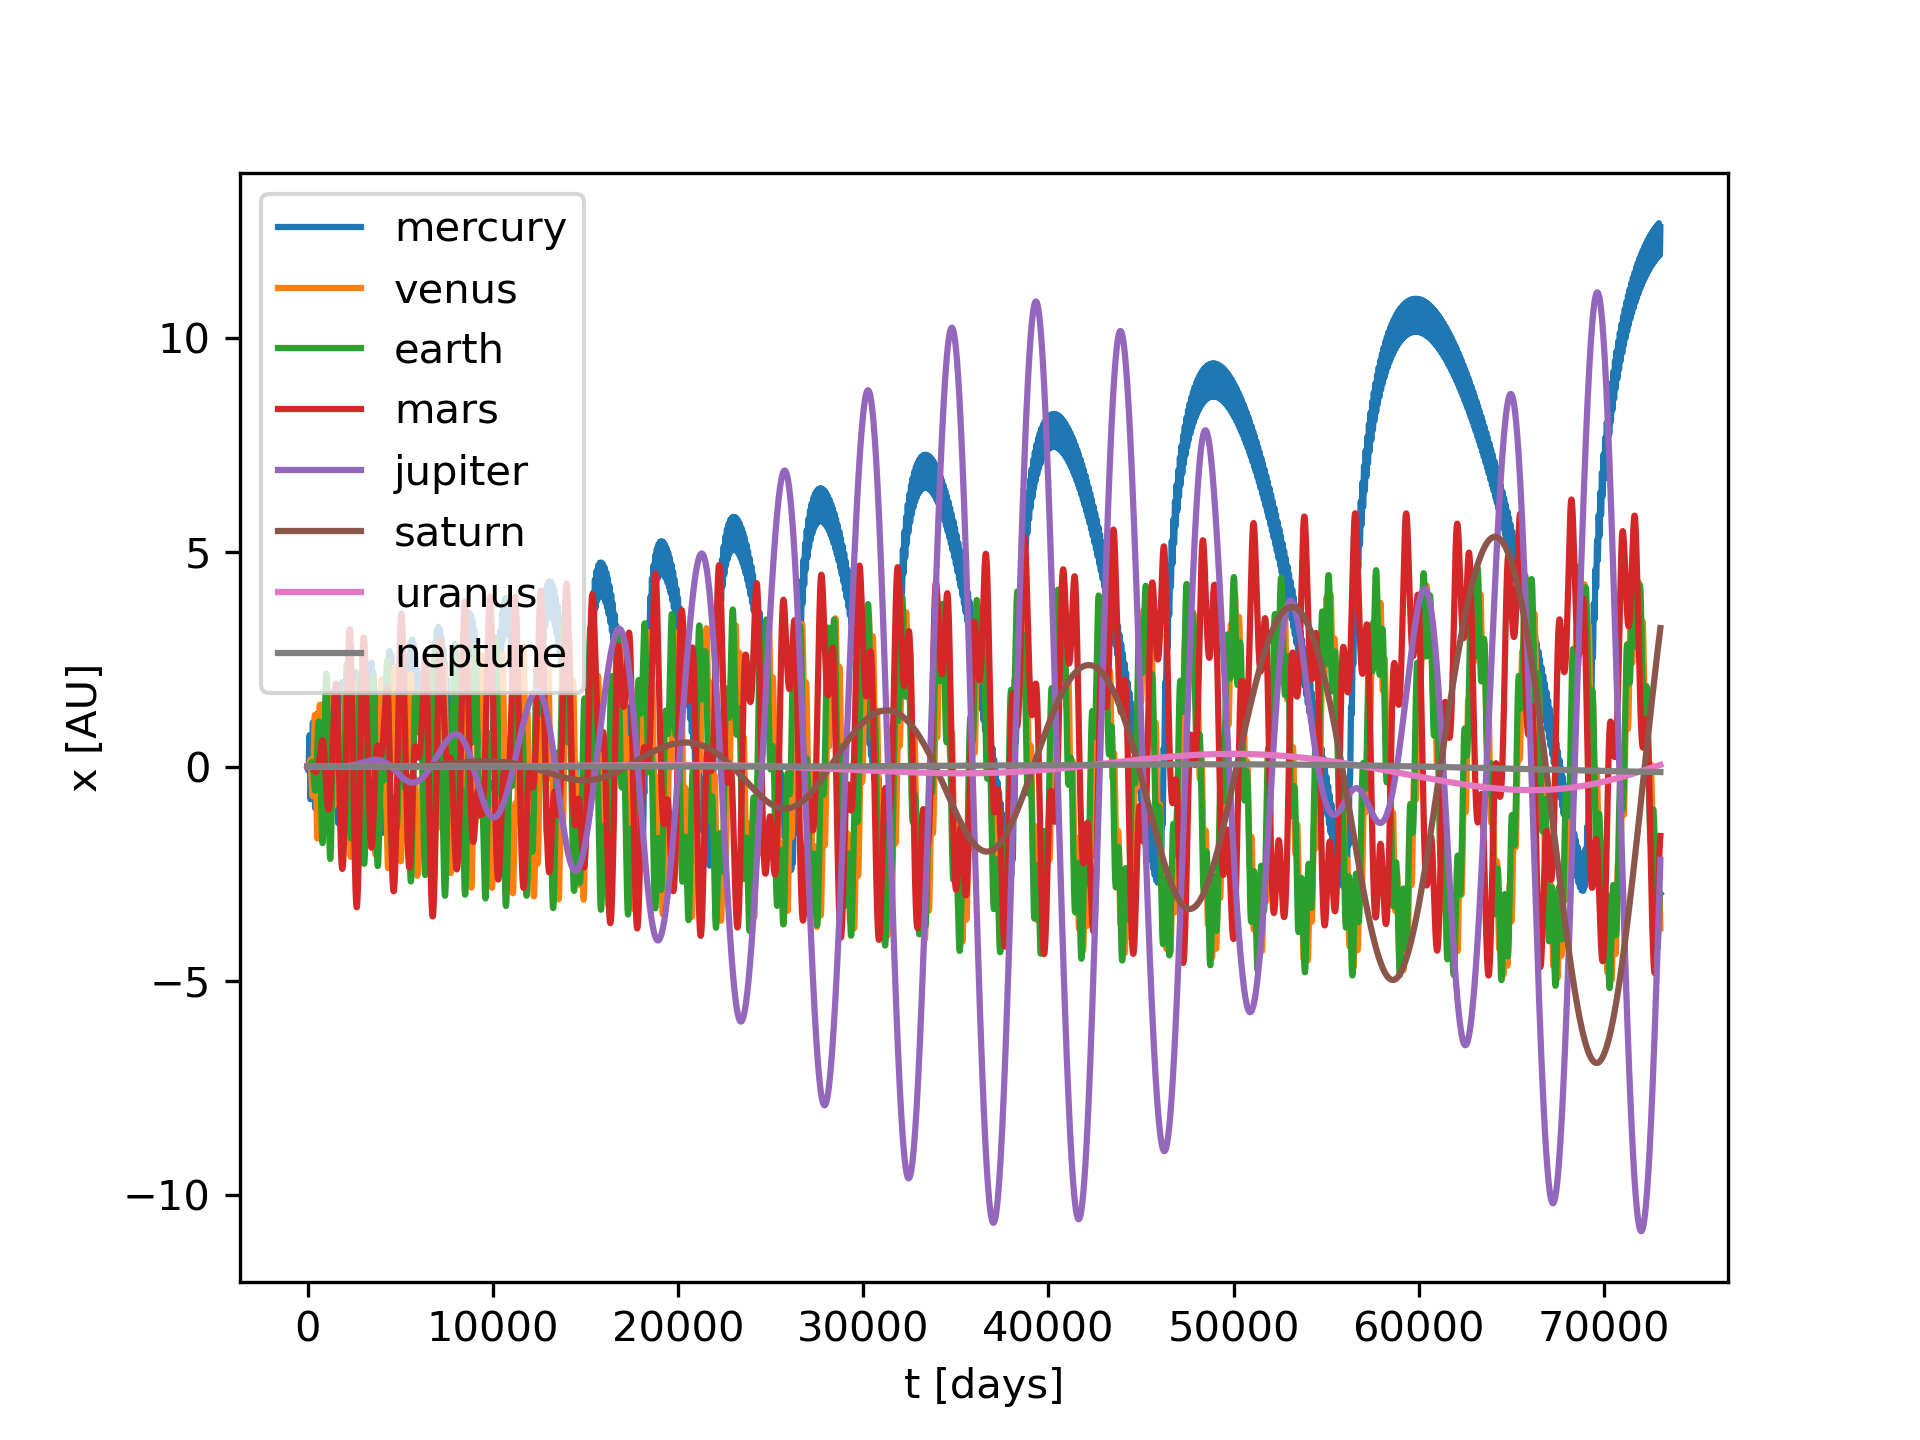 mercury
venus
earth
mars
jupiter
saturn
uranus
neptune
x [AU]
10
5
0
−5
−10
0 10000 20000 30000 40000 50000 60000 70000
t [days]